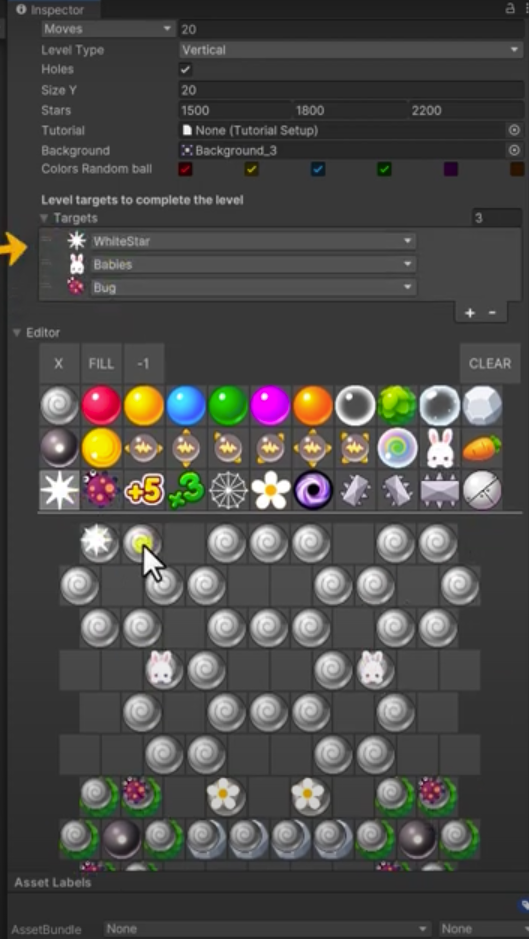 Inspector
Moves 20
Level Type Vertical
Holes
Size Y 20
Stars 1500 1800 2200
Tutorial None (Tutorial Setup)
Background Background_3
Colors Random ball
Level targets to complete the level
Targets 3
WhiteStar
Babies
Bug
+ -
Editor
X FILL -1 CLEAR
+5 x3
Asset Labels
AssetBundle None None